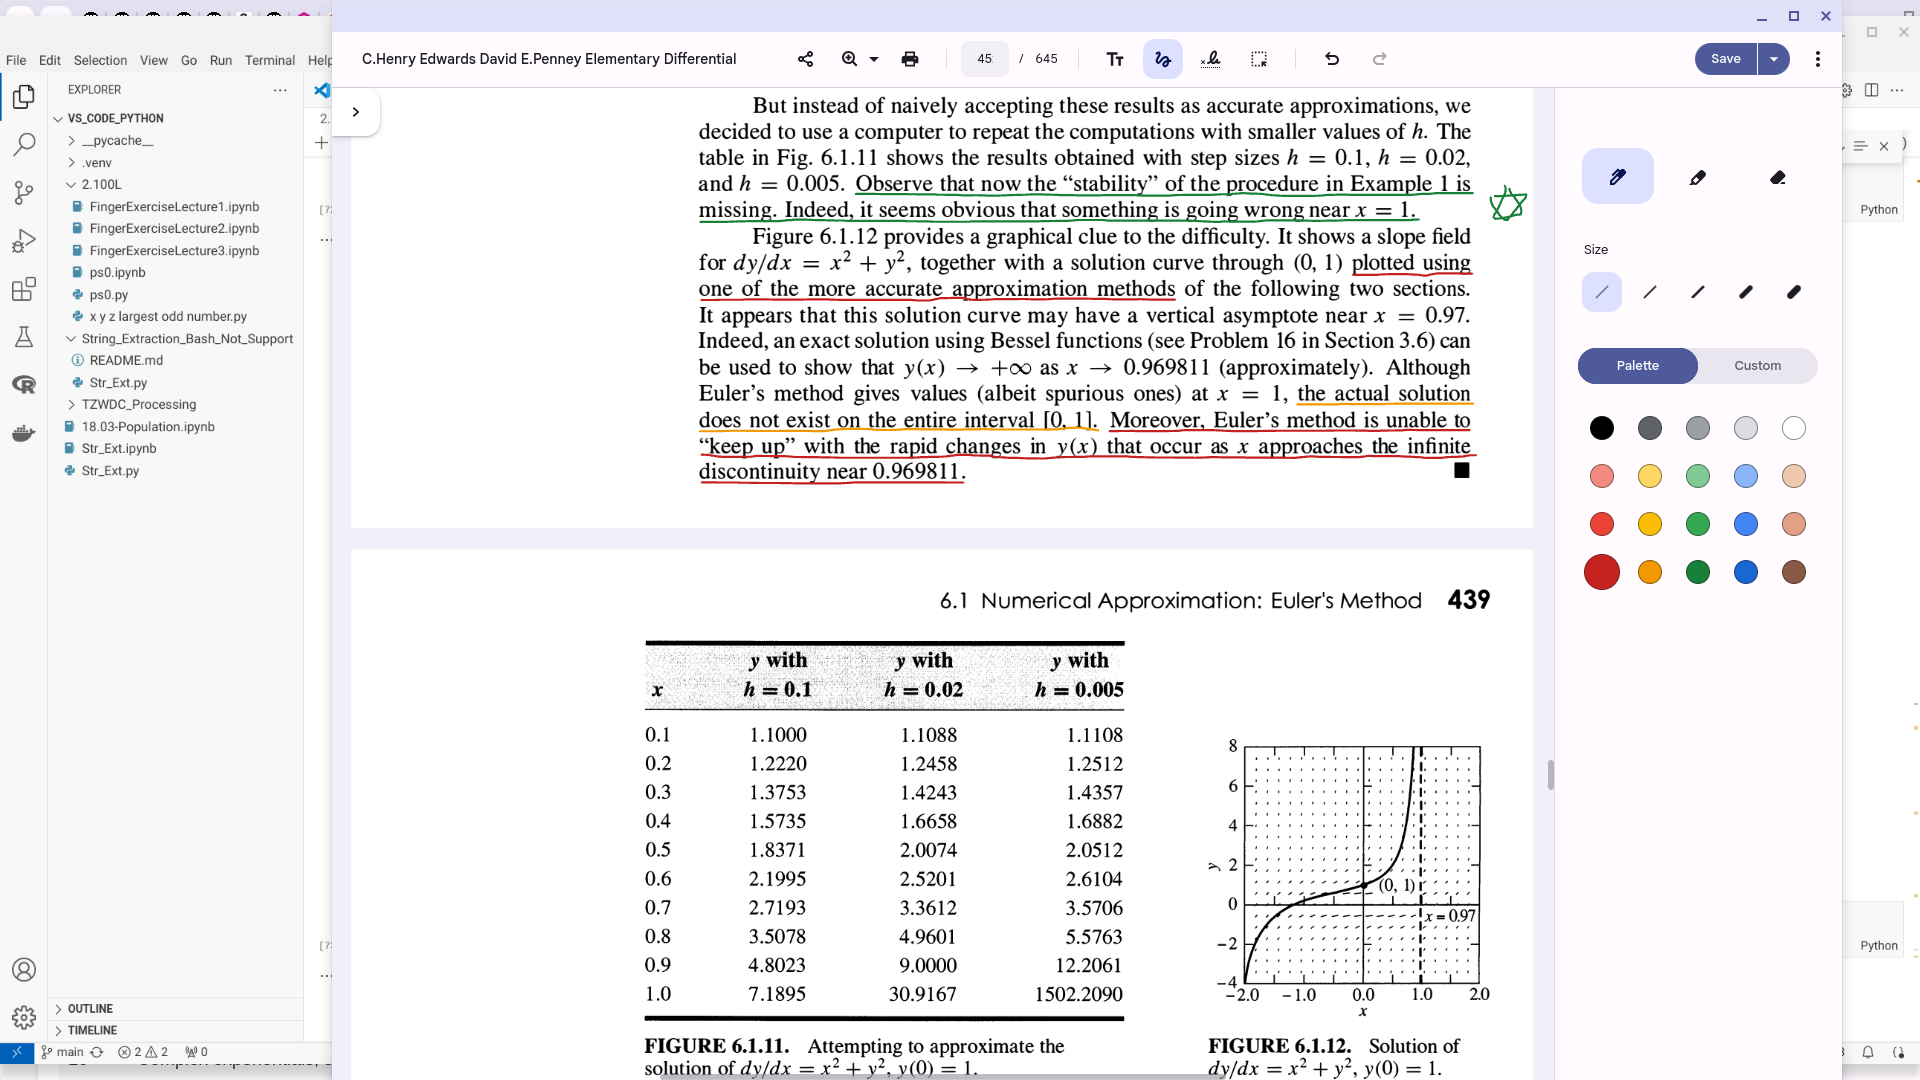 C.Henry Edwards David E.Penney Elementary Differential
45 / 645
Save
File Edit Selection View Go Run Terminal Help
EXPLORER
VS_CODE_PYTHON
__pycache__
.venv
2.100L
FingerExerciseLecture1.ipynb
FingerExerciseLecture2.ipynb
FingerExerciseLecture3.ipynb
ps0.ipynb
ps0.py
x y z largest odd number.py
String_Extraction_Bash_Not_Support
README.md
Str_Ext.py
TZWDC_Processing
18.03-Population.ipynb
Str_Ext.ipynb
Str_Ext.py
OUTLINE
TIMELINE
main 2 2 0
2.
[7
[7
But instead of naively accepting these results as accurate approximations, we
decided to use a computer to repeat the computations with smaller values of h. The
table in Fig. 6.1.11 shows the results obtained with step sizes h = 0.1, h = 0.02,
and h = 0.005. Observe that now the “stability” of the procedure in Example 1 is
missing. Indeed, it seems obvious that something is going wrong near x = 1.
Figure 6.1.12 provides a graphical clue to the difficulty. It shows a slope field
for dy/dx = x² + y², together with a solution curve through (0, 1) plotted using
one of the more accurate approximation methods of the following two sections.
It appears that this solution curve may have a vertical asymptote near x = 0.97.
Indeed, an exact solution using Bessel functions (see Problem 16 in Section 3.6) can
be used to show that y(x) → +∞ as x → 0.969811 (approximately). Although
Euler’s method gives values (albeit spurious ones) at x = 1, the actual solution
does not exist on the entire interval [0, 1]. Moreover, Euler’s method is unable to
“keep up” with the rapid changes in y(x) that occur as x approaches the infinite
discontinuity near 0.969811. ■
6.1 Numerical Approximation: Euler's Method 439
y with y with y with
x h = 0.1 h = 0.02 h = 0.005
0.1 1.1000 1.1088 1.1108
0.2 1.2220 1.2458 1.2512
0.3 1.3753 1.4243 1.4357
0.4 1.5735 1.6658 1.6882
0.5 1.8371 2.0074 2.0512
0.6 2.1995 2.5201 2.6104
0.7 2.7193 3.3612 3.5706
0.8 3.5078 4.9601 5.5763
0.9 4.8023 9.0000 12.2061
1.0 7.1895 30.9167 1502.2090
FIGURE 6.1.11. Attempting to approximate the
solution of dy/dx = x² + y², y(0) = 1.
8
6
4
y 2
(0, 1)
0
x = 0.97
−2
−4
−2.0 −1.0 0.0 1.0 2.0
x
FIGURE 6.1.12. Solution of
dy/dx = x² + y², y(0) = 1.
Size
Palette Custom
Python
Python